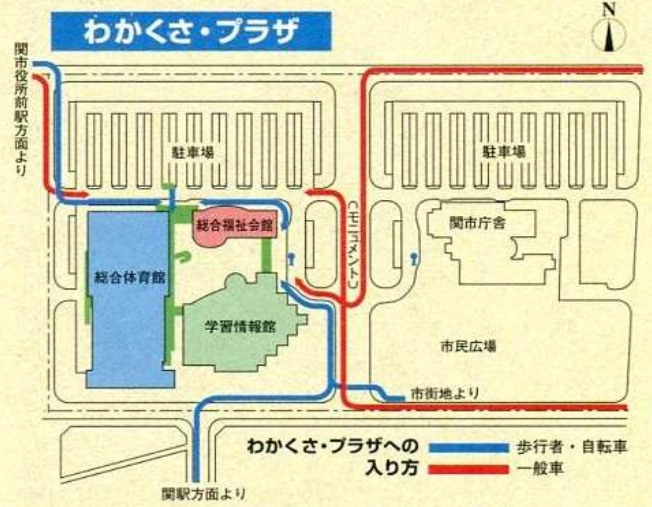 わかくさ・プラザ
N
関市役所前駅方面より
駐車場
駐車場
総合福祉会館
(モニュメント)
関市庁舎
総合体育館
学習情報館
市民広場
市街地より
わかくさ・プラザへの
入り方
歩行者・自転車
一般車
関駅方面より